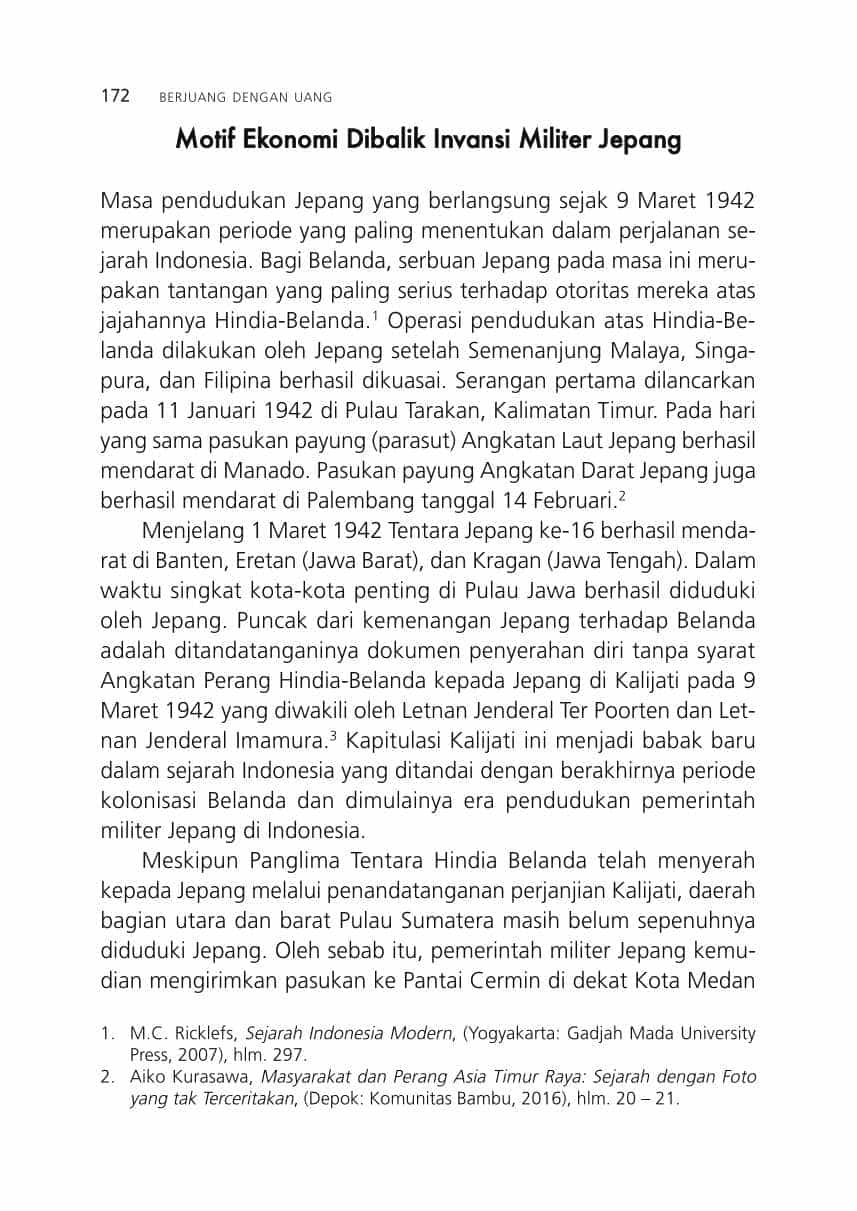 172 BERJUANG DENGAN UANG
Motif Ekonomi Dibalik Invansi Militer Jepang
Masa pendudukan Jepang yang berlangsung sejak 9 Maret 1942
merupakan periode yang paling menentukan dalam perjalanan se-
jarah Indonesia. Bagi Belanda, serbuan Jepang pada masa ini meru-
pakan tantangan yang paling serius terhadap otoritas mereka atas
jajahannya Hindia-Belanda.1 Operasi pendudukan atas Hindia-Be-
landa dilakukan oleh Jepang setelah Semenanjung Malaya, Singa-
pura, dan Filipina berhasil dikuasai. Serangan pertama dilancarkan
pada 11 Januari 1942 di Pulau Tarakan, Kalimatan Timur. Pada hari
yang sama pasukan payung (parasut) Angkatan Laut Jepang berhasil
mendarat di Manado. Pasukan payung Angkatan Darat Jepang juga
berhasil mendarat di Palembang tanggal 14 Februari.2
Menjelang 1 Maret 1942 Tentara Jepang ke-16 berhasil menda-
rat di Banten, Eretan (Jawa Barat), dan Kragan (Jawa Tengah). Dalam
waktu singkat kota-kota penting di Pulau Jawa berhasil diduduki
oleh Jepang. Puncak dari kemenangan Jepang terhadap Belanda
adalah ditandatanganinya dokumen penyerahan diri tanpa syarat
Angkatan Perang Hindia-Belanda kepada Jepang di Kalijati pada 9
Maret 1942 yang diwakili oleh Letnan Jenderal Ter Poorten dan Let-
nan Jenderal Imamura.3 Kapitulasi Kalijati ini menjadi babak baru
dalam sejarah Indonesia yang ditandai dengan berakhirnya periode
kolonisasi Belanda dan dimulainya era pendudukan pemerintah
militer Jepang di Indonesia.
Meskipun Panglima Tentara Hindia Belanda telah menyerah
kepada Jepang melalui penandatanganan perjanjian Kalijati, daerah
bagian utara dan barat Pulau Sumatera masih belum sepenuhnya
diduduki Jepang. Oleh sebab itu, pemerintah militer Jepang kemu-
dian mengirimkan pasukan ke Pantai Cermin di dekat Kota Medan
1. M.C. Ricklefs, Sejarah Indonesia Modern, (Yogyakarta: Gadjah Mada University
Press, 2007), hlm. 297.
2. Aiko Kurasawa, Masyarakat dan Perang Asia Timur Raya: Sejarah dengan Foto
yang tak Terceritakan, (Depok: Komunitas Bambu, 2016), hlm. 20 – 21.